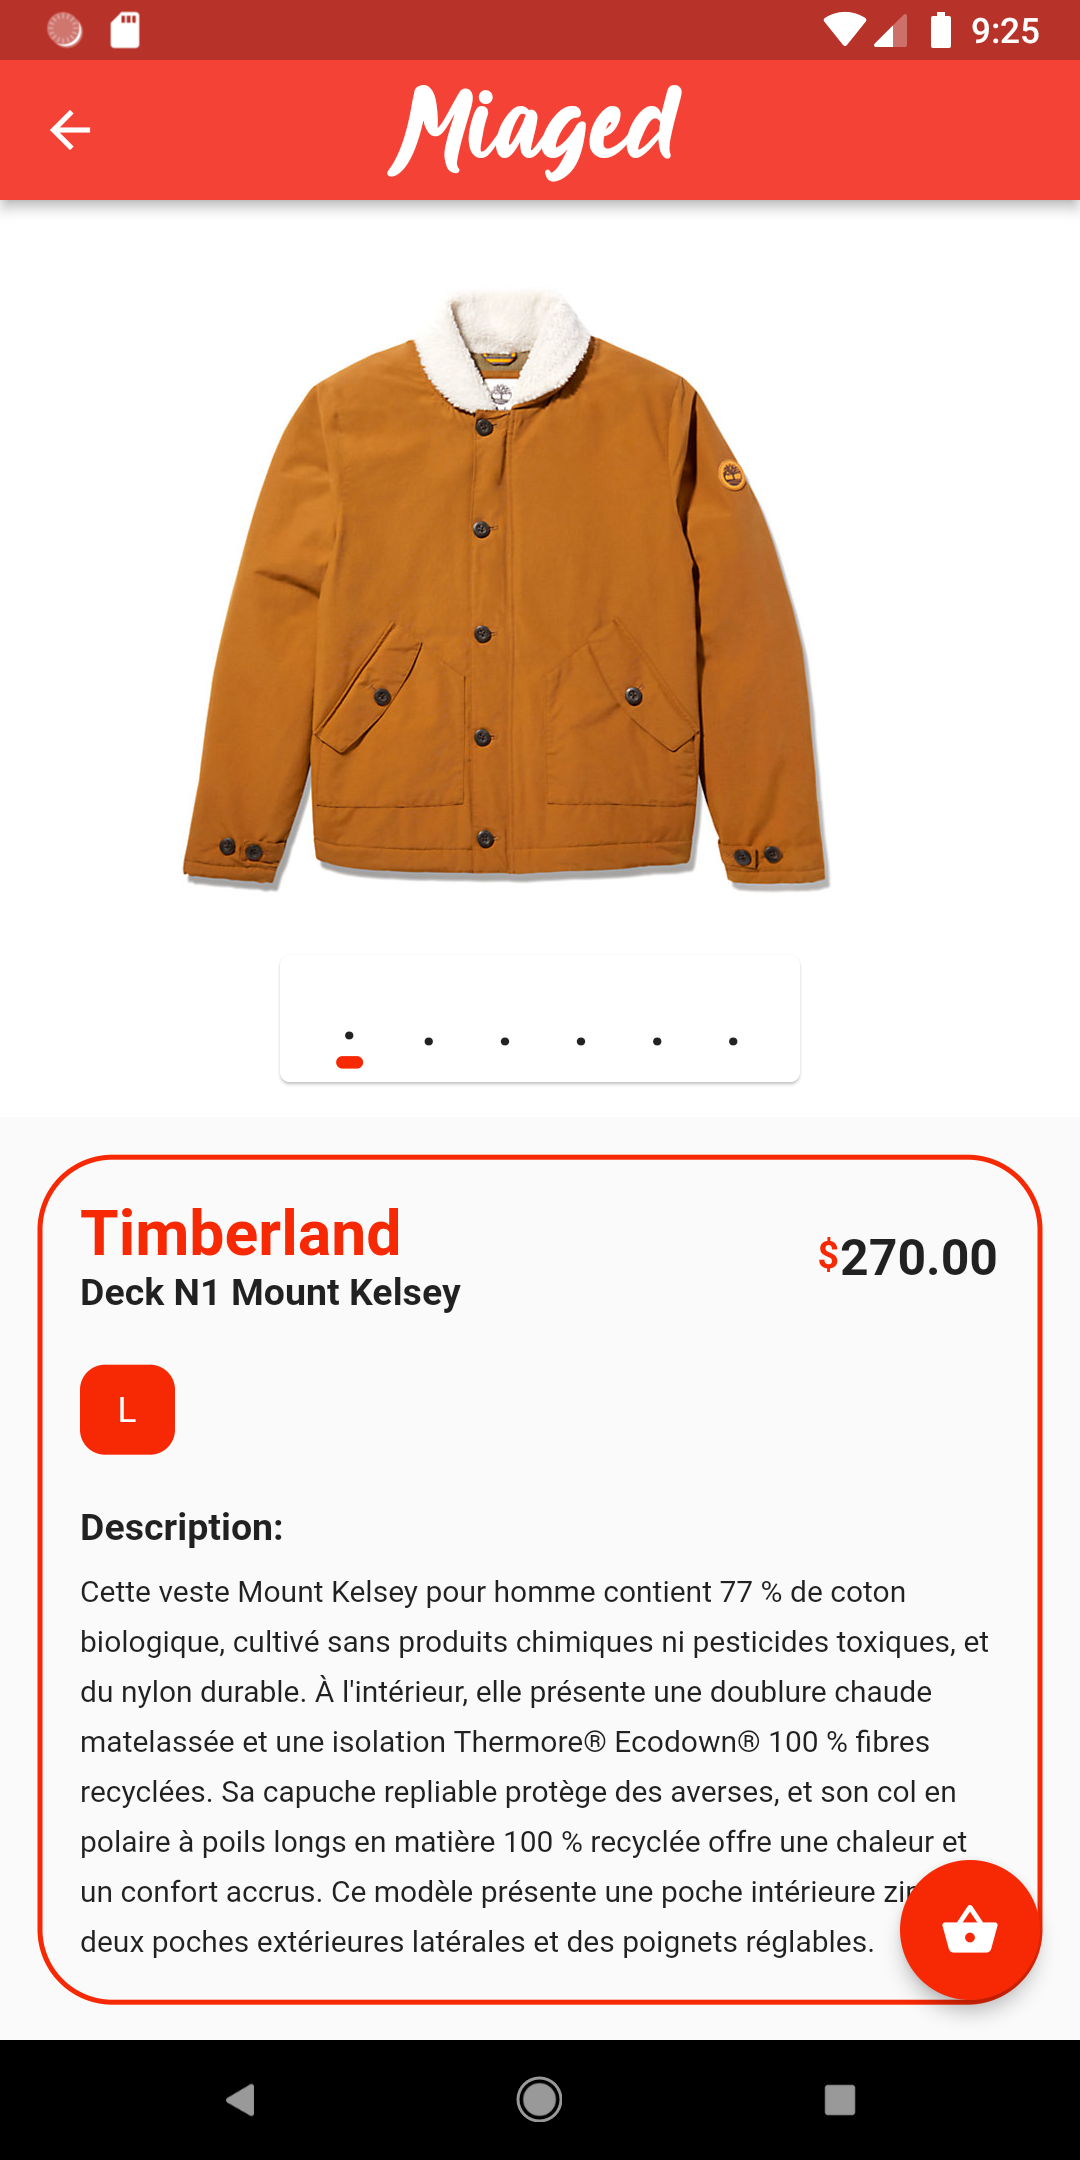 9:25
Miaged
Timberland
$270.00
Deck N1 Mount Kelsey
L
Description:
Cette veste Mount Kelsey pour homme contient 77 % de coton
biologique, cultivé sans produits chimiques ni pesticides toxiques, et
du nylon durable. À l'intérieur, elle présente une doublure chaude
matelassée et une isolation Thermore® Ecodown® 100 % fibres
recyclées. Sa capuche repliable protège des averses, et son col en
polaire à poils longs en matière 100 % recyclée offre une chaleur et
un confort accrus. Ce modèle présente une poche intérieure
deux poches extérieures latérales et des poignets réglables.